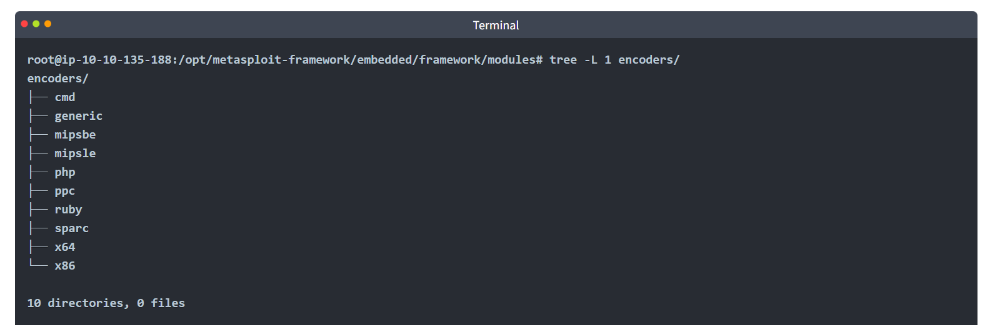 Terminal
root@ip-10-10-135-188:/opt/metasploit-framework/embedded/framework/modules# tree -L 1 encoders/
encoders/
├── cmd
├── generic
├── mipsbe
├── mipsle
├── php
├── ppc
├── ruby
├── sparc
├── x64
└── x86
10 directories, 0 files